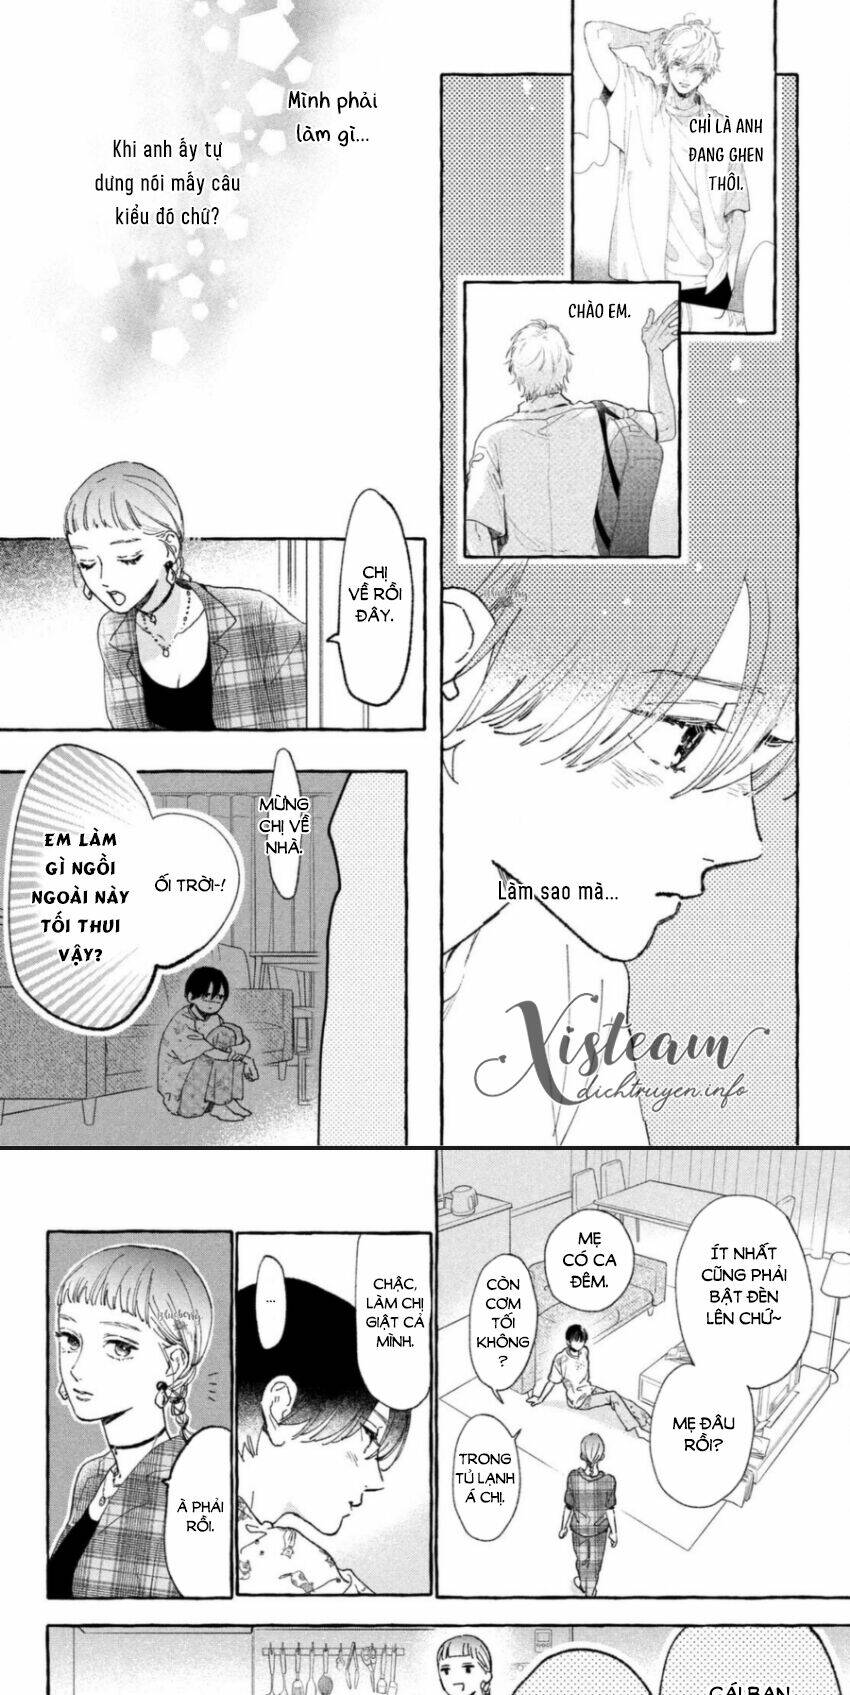 CHỈ LÀ ANH
ĐANG GHEN
THÔI.
CHÀO EM.
Mình phải
làm gì...
Khi anh ấy tự
dưng nói mấy câu
kiểu đó chứ?
Làm sao mà...
Xisteam
dichtruyen.info
CHỊ
VỀ RỒI
ĐÂY.
MỪNG
CHỊ VỀ
NHÀ.
ỐI TRỜI-!
EM LÀM
GÌ NGỒI
NGOÀI NÀY
TỐI THUI
VẬY?
ÍT NHẤT
CŨNG PHẢI
BẬT ĐÈN
LÊN CHỨ~
MẸ ĐÂU
RỒI?
MẸ
CÓ CA
ĐÊM.
CÒN
CƠM
TỐI
KHÔNG
?
TRONG
TỦ LẠNH
Á CHỊ.
CHẬC,
LÀM CHỊ
GIẬT CẢ
MÌNH.
...
À PHẢI
RỒI.